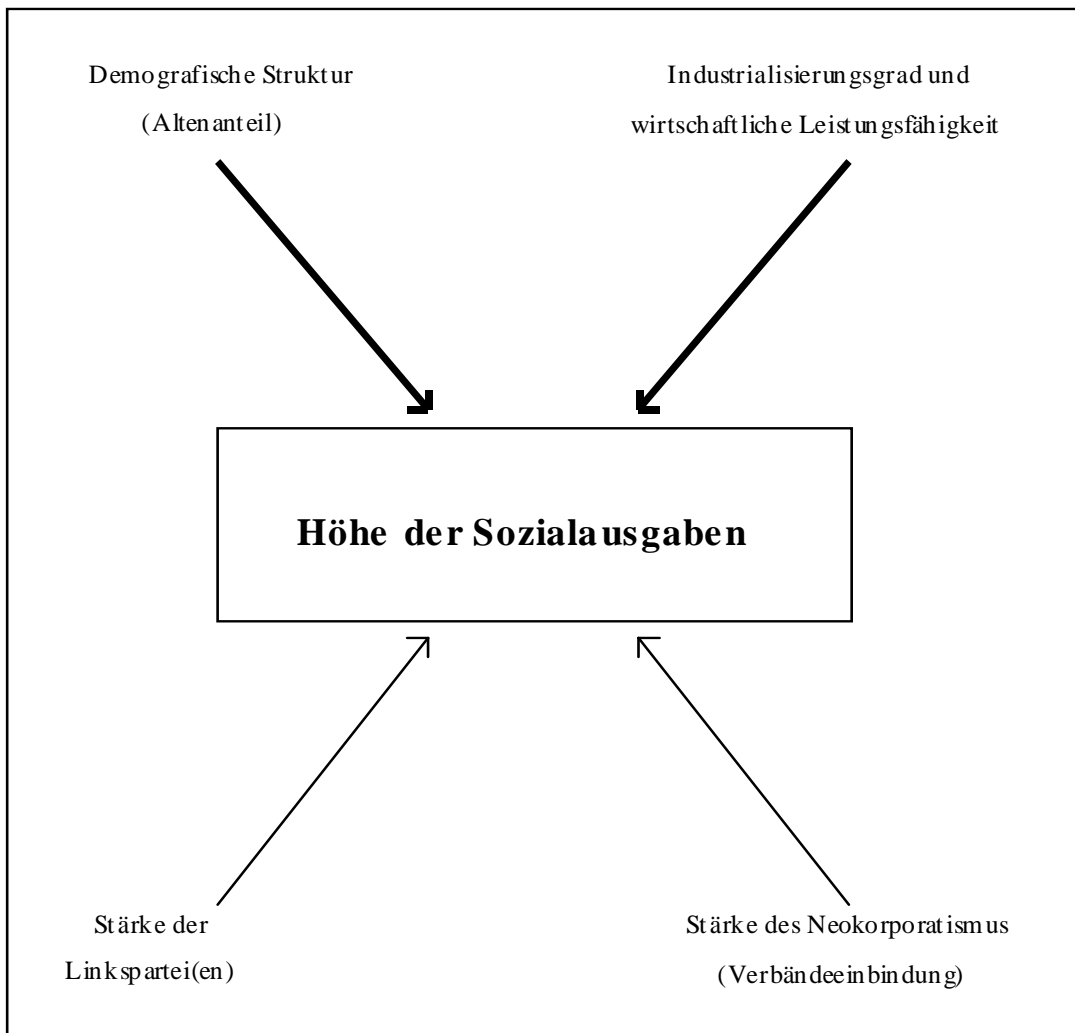 Demografische Struktur
(Altenanteil)
Industrialisierungsgrad und
wirtschaftliche Leistungsfähigkeit
Höhe der Sozialausgaben
Stärke der
Linkspartei(en)
Stärke des Neokorporatismus
(Verbändeeinbindung)